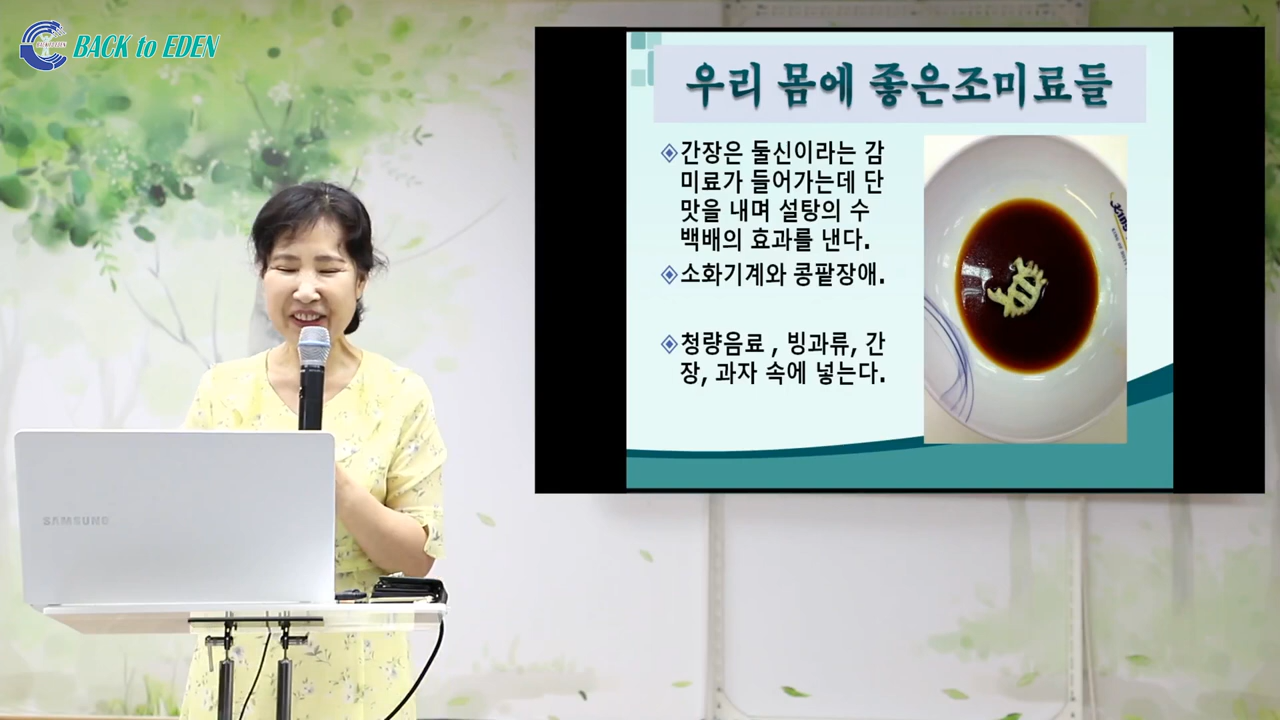 BACK to EDEN
우리 몸에 좋은조미료들
간장은 둘신이라는 감
미료가 들어가는데 단
맛을 내며 설탕의 수
백배의 효과를 낸다.
소화기계와 콩팥장애.
청량음료 , 빙과류, 간
장, 과자 속에 넣는다.
SAMSUNG